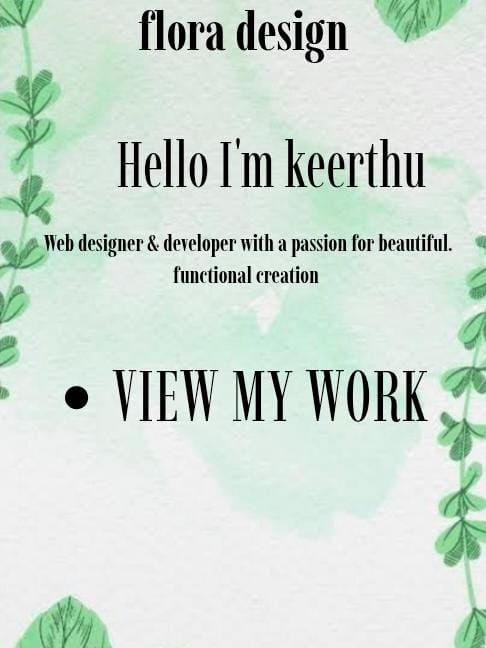 flora design
Hello I'm keerthu
Web designer & developer with a passion for beautiful.
functional creation
• VIEW MY WORK